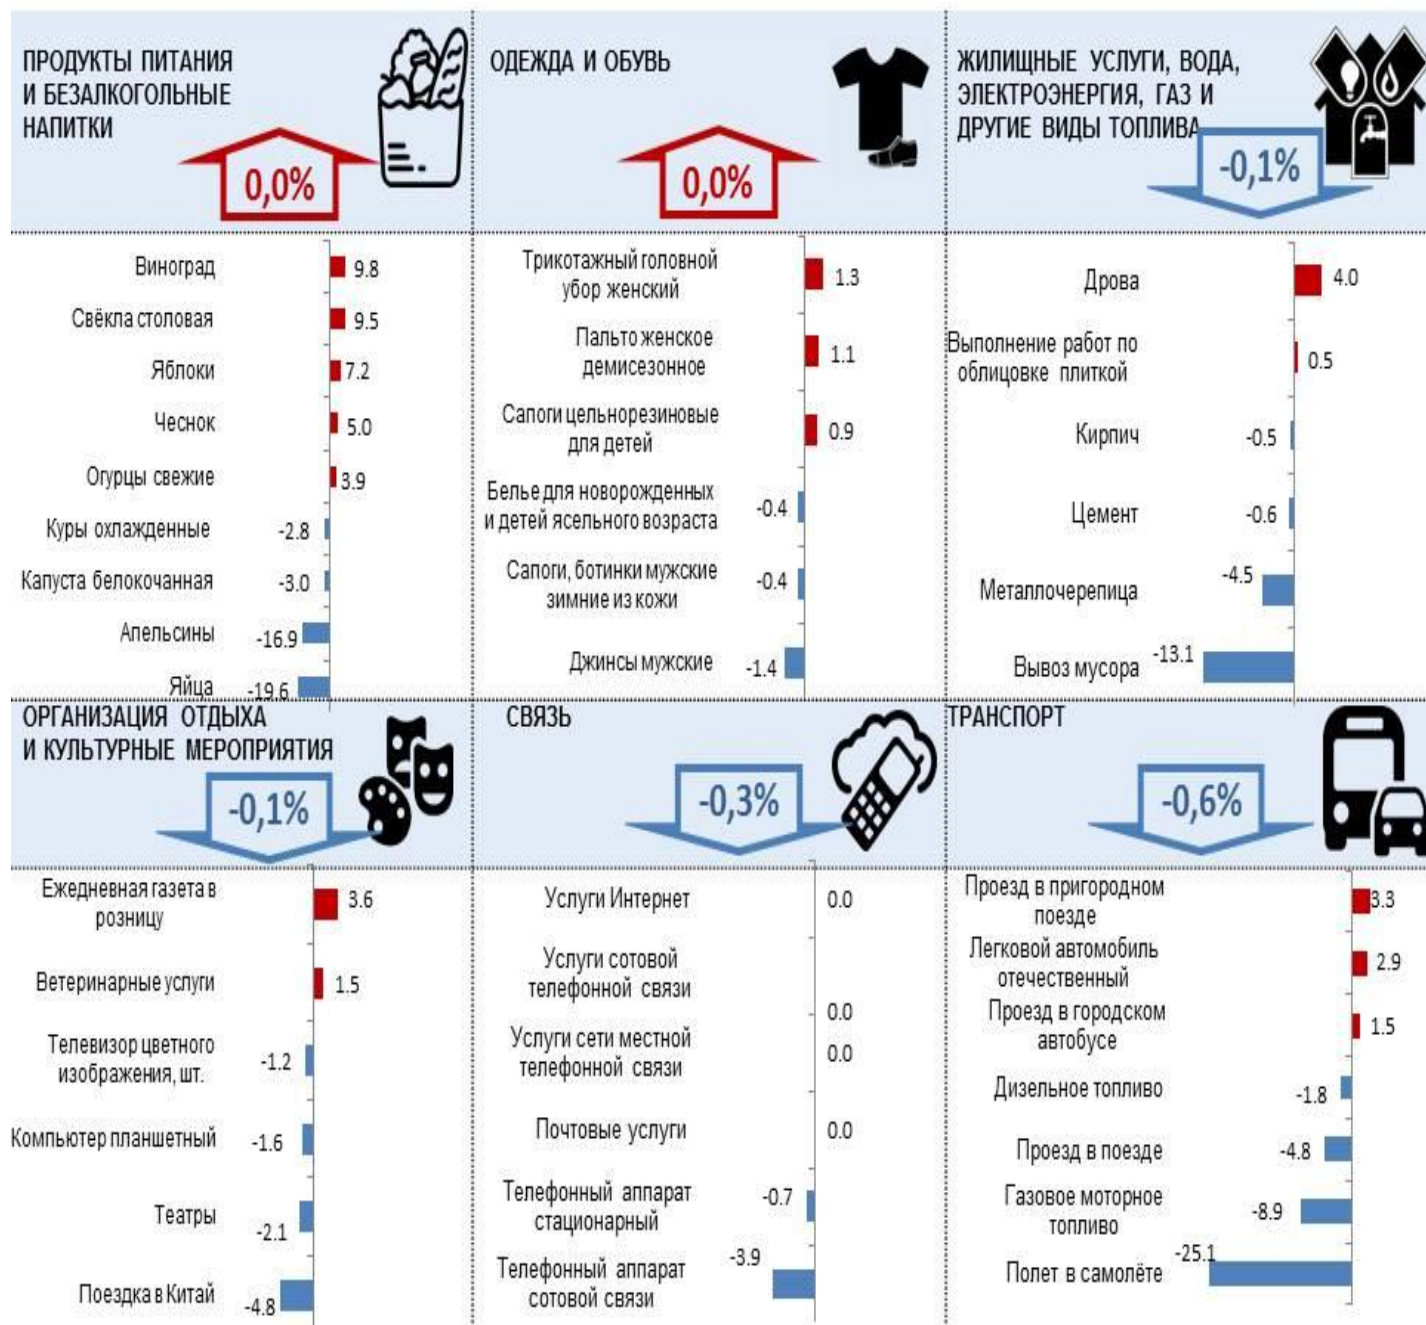 ПРОДУКТЫ ПИТАНИЯ
И БЕЗАЛКОГОЛЬНЫЕ
НАПИТКИ
0,0%
Виноград 9.8
Свёкла столовая 9.5
Яблоки 7.2
Чеснок 5.0
Огурцы свежие 3.9
Куры охлажденные -2.8
Капуста белокочанная -3.0
Апельсины -16.9
Яйца -19.6
ОДЕЖДА И ОБУВЬ
0,0%
Трикотажный головной
убор женский 1.3
Пальто женское
демисезонное 1.1
Сапоги цельнорезиновые
для детей 0.9
Белье для новорожденных
и детей ясельного возраста -0.4
Сапоги, ботинки мужские
зимние из кожи -0.4
Джинсы мужские -1.4
ЖИЛИЩНЫЕ УСЛУГИ, ВОДА,
ЭЛЕКТРОЭНЕРГИЯ, ГАЗ И
ДРУГИЕ ВИДЫ ТОПЛИВА
-0,1%
Дрова 4.0
Выполнение работ по
облицовке плиткой 0.5
Кирпич -0.5
Цемент -0.6
Металлочерепица -4.5
Вывоз мусора -13.1
ОРГАНИЗАЦИЯ ОТДЫХА
И КУЛЬТУРНЫЕ МЕРОПРИЯТИЯ
-0,1%
Ежедневная газета в
розницу 3.6
Ветеринарные услуги 1.5
Телевизор цветного
изображения, шт. -1.2
Компьютер планшетный -1.6
Театры -2.1
Поездка в Китай -4.8
СВЯЗЬ
-0,3%
Услуги Интернет 0.0
Услуги сотовой
телефонной связи 0.0
Услуги сети местной
телефонной связи 0.0
Почтовые услуги 0.0
Телефонный аппарат
стационарный -0.7
Телефонный аппарат
сотовой связи -3.9
ТРАНСПОРТ
-0,6%
Проезд в пригородном
поезде 3.3
Легковой автомобиль
отечественный 2.9
Проезд в городском
автобусе 1.5
Дизельное топливо -1.8
Проезд в поезде -4.8
Газовое моторное
топливо -8.9
Полет в самолёте -25.1